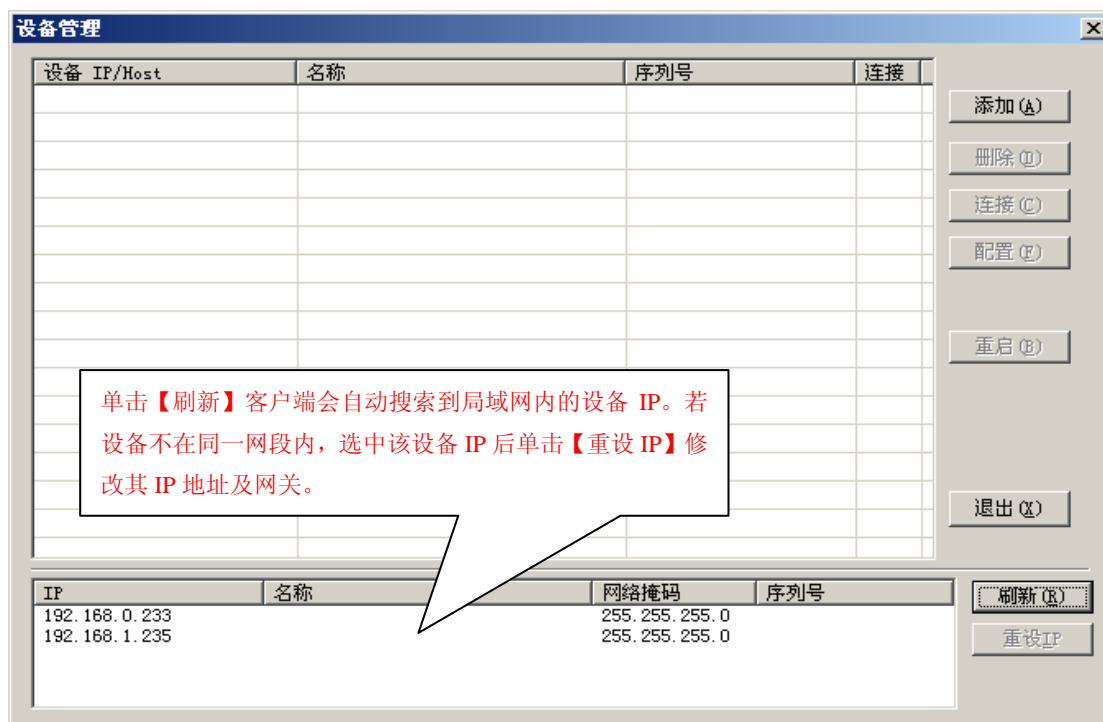 设备管理
设备 IP/Host 名称 序列号 连接
添加(A)
删除(D)
连接(C)
配置(F)
重启(B)
单击【刷新】客户端会自动搜索到局域网内的设备 IP。若
设备不在同一网段内，选中该设备 IP 后单击【重设 IP】修
改其 IP 地址及网关。
退出(X)
IP 名称 网络掩码 序列号
192.168.0.233 255.255.255.0
192.168.1.235 255.255.255.0
刷新(R)
重设IP